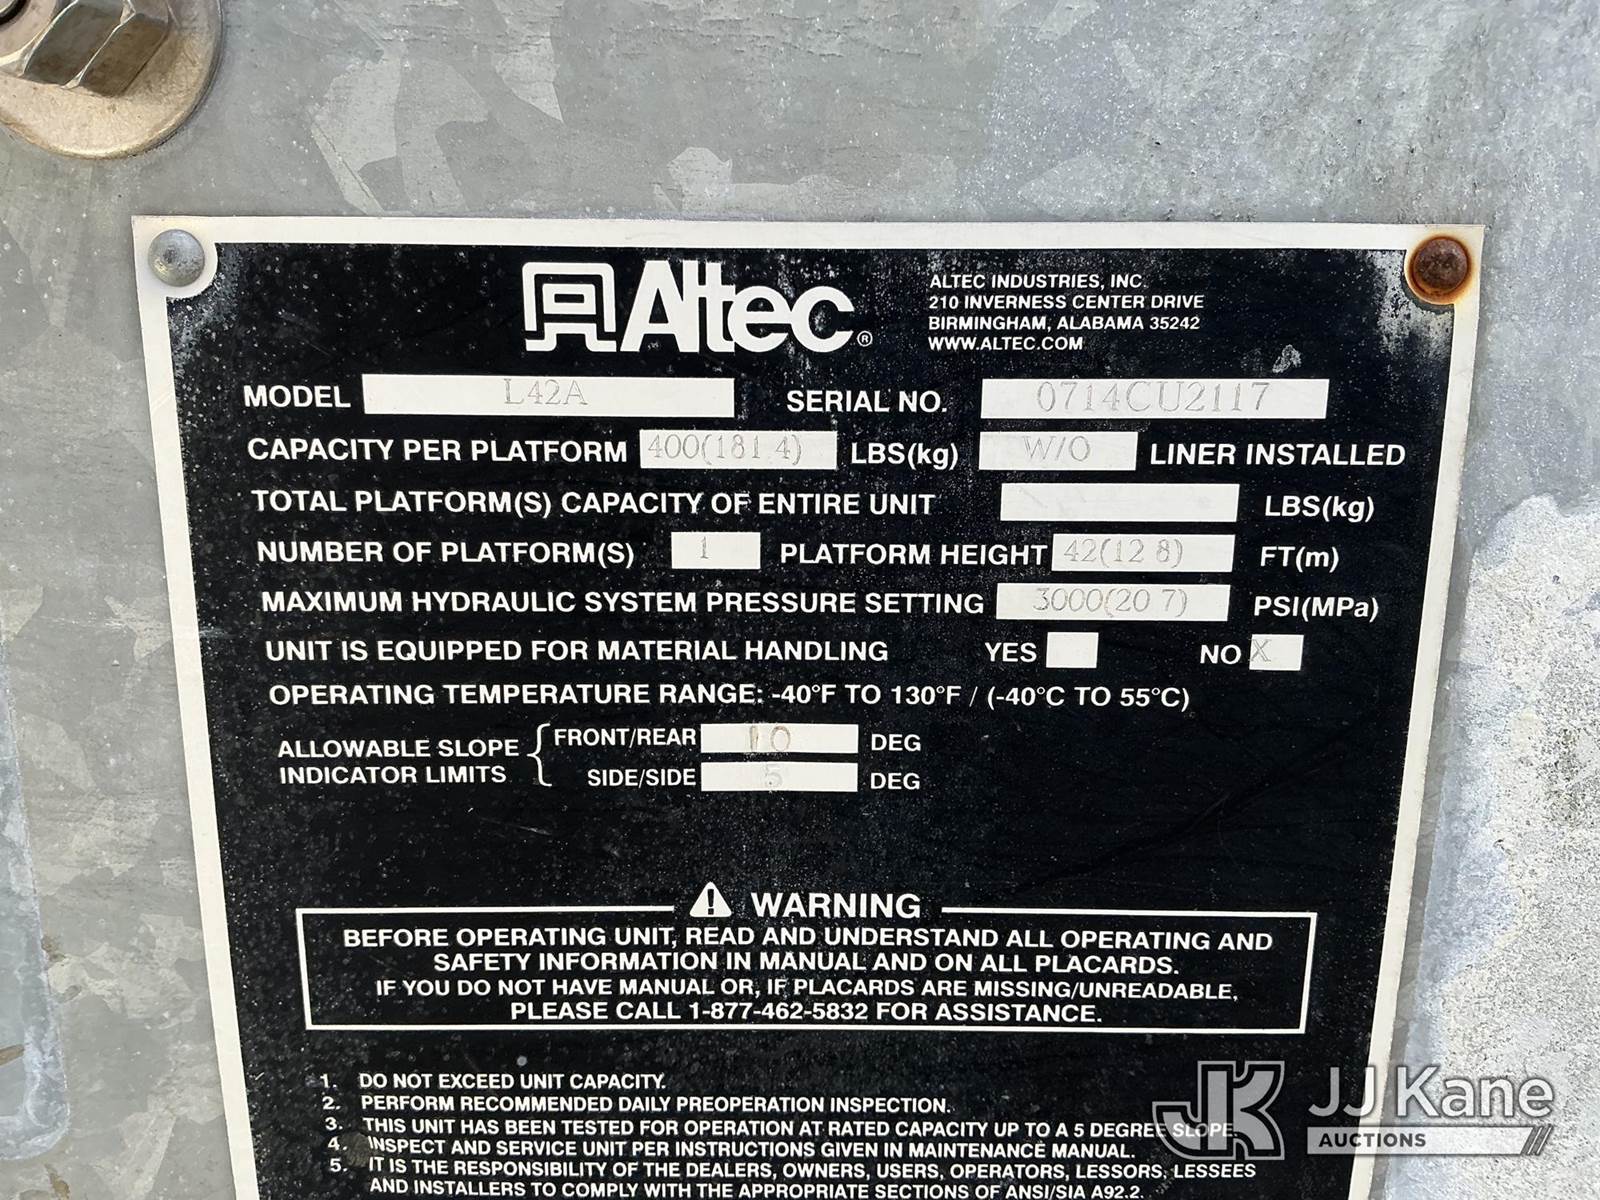 Altec®
ALTEC INDUSTRIES, INC.
210 INVERNESS CENTER DRIVE
BIRMINGHAM, ALABAMA 35242
WWW.ALTEC.COM
MODEL L42A SERIAL NO. 0714CU2117
CAPACITY PER PLATFORM 400(181.4) LBS(kg) W/O LINER INSTALLED
TOTAL PLATFORM(S) CAPACITY OF ENTIRE UNIT LBS(kg)
NUMBER OF PLATFORM(S) 1 PLATFORM HEIGHT 42(12.8) FT(m)
MAXIMUM HYDRAULIC SYSTEM PRESSURE SETTING 3000(20.7) PSI(MPa)
UNIT IS EQUIPPED FOR MATERIAL HANDLING YES NO X
OPERATING TEMPERATURE RANGE: -40°F TO 130°F / (-40°C TO 55°C)
ALLOWABLE SLOPE INDICATOR LIMITS
FRONT/REAR 10 DEG
SIDE/SIDE 5 DEG
WARNING
BEFORE OPERATING UNIT, READ AND UNDERSTAND ALL OPERATING AND
SAFETY INFORMATION IN MANUAL AND ON ALL PLACARDS.
IF YOU DO NOT HAVE MANUAL OR, IF PLACARDS ARE MISSING/UNREADABLE,
PLEASE CALL 1-877-462-5832 FOR ASSISTANCE.
1. DO NOT EXCEED UNIT CAPACITY.
2. PERFORM RECOMMENDED DAILY PREOPERATION INSPECTION.
3. THIS UNIT HAS BEEN TESTED FOR OPERATION AT RATED CAPACITY UP TO A 5 DEGREE SLOPE.
4. INSPECT AND SERVICE UNIT PER INSTRUCTIONS GIVEN IN MAINTENANCE MANUAL.
5. IT IS THE RESPONSIBILITY OF THE DEALERS, OWNERS, USERS, OPERATORS, LESSORS, LESSEES
AND INSTALLERS TO COMPLY WITH THE APPROPRIATE SECTIONS OF ANSI/SIA A92.2.
JK JJ Kane
AUCTIONS